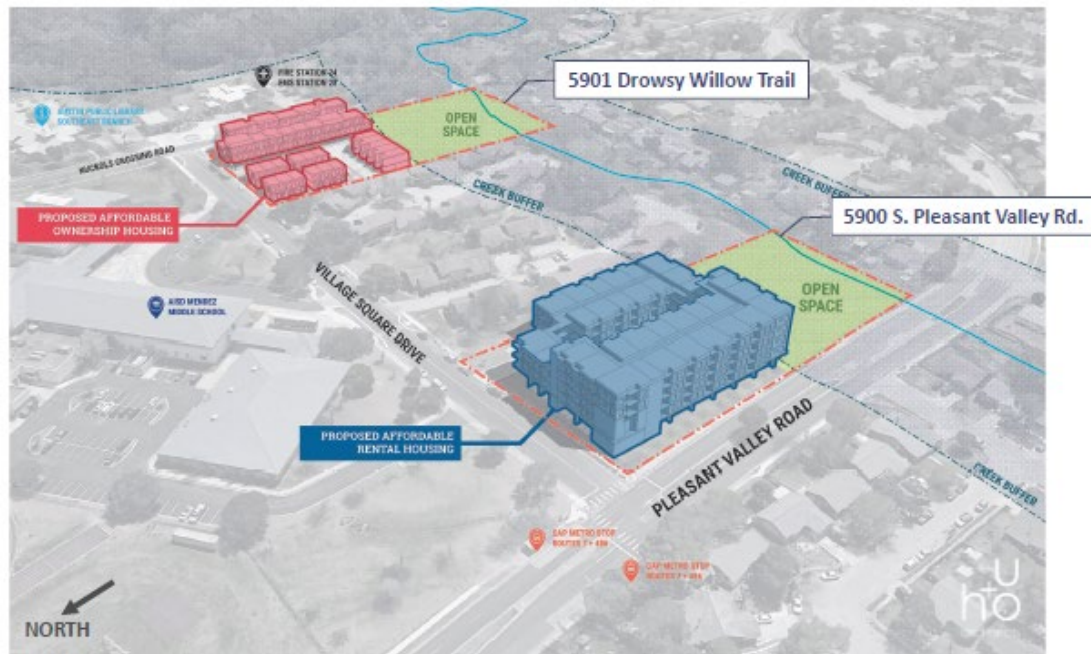 FIRE STATION 24
EMS STATION
5901 Drowsy Willow Trail
AUSTIN PUBLIC LIBRARY
SOUTHEAST BRANCH
OPEN
SPACE
NUCKOLS CROSSING ROAD
CREEK BUFFER
CREEK BUFFER
PROPOSED AFFORDABLE
OWNERSHIP HOUSING
5900 S. Pleasant Valley Rd.
AISD MENDEZ
MIDDLE SCHOOL
VILLAGE SQUARE DRIVE
OPEN
SPACE
PROPOSED AFFORDABLE
RENTAL HOUSING
PLEASANT VALLEY ROAD
CREEK BUFFER
CAP METRO STOP
CAP METRO STOP
NORTH